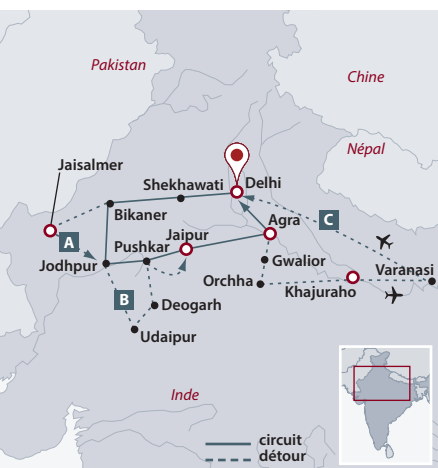 Pakistan
Chine
Népal
Jaisalmer
Shekhawati
Delhi
Bikaner
C
A
Pushkar
Jaipur
Agra
Jodhpur
Gwalior
Varanasi
Orchha
Khajuraho
B
Deogarh
Udaipur
Inde
circuit
détour